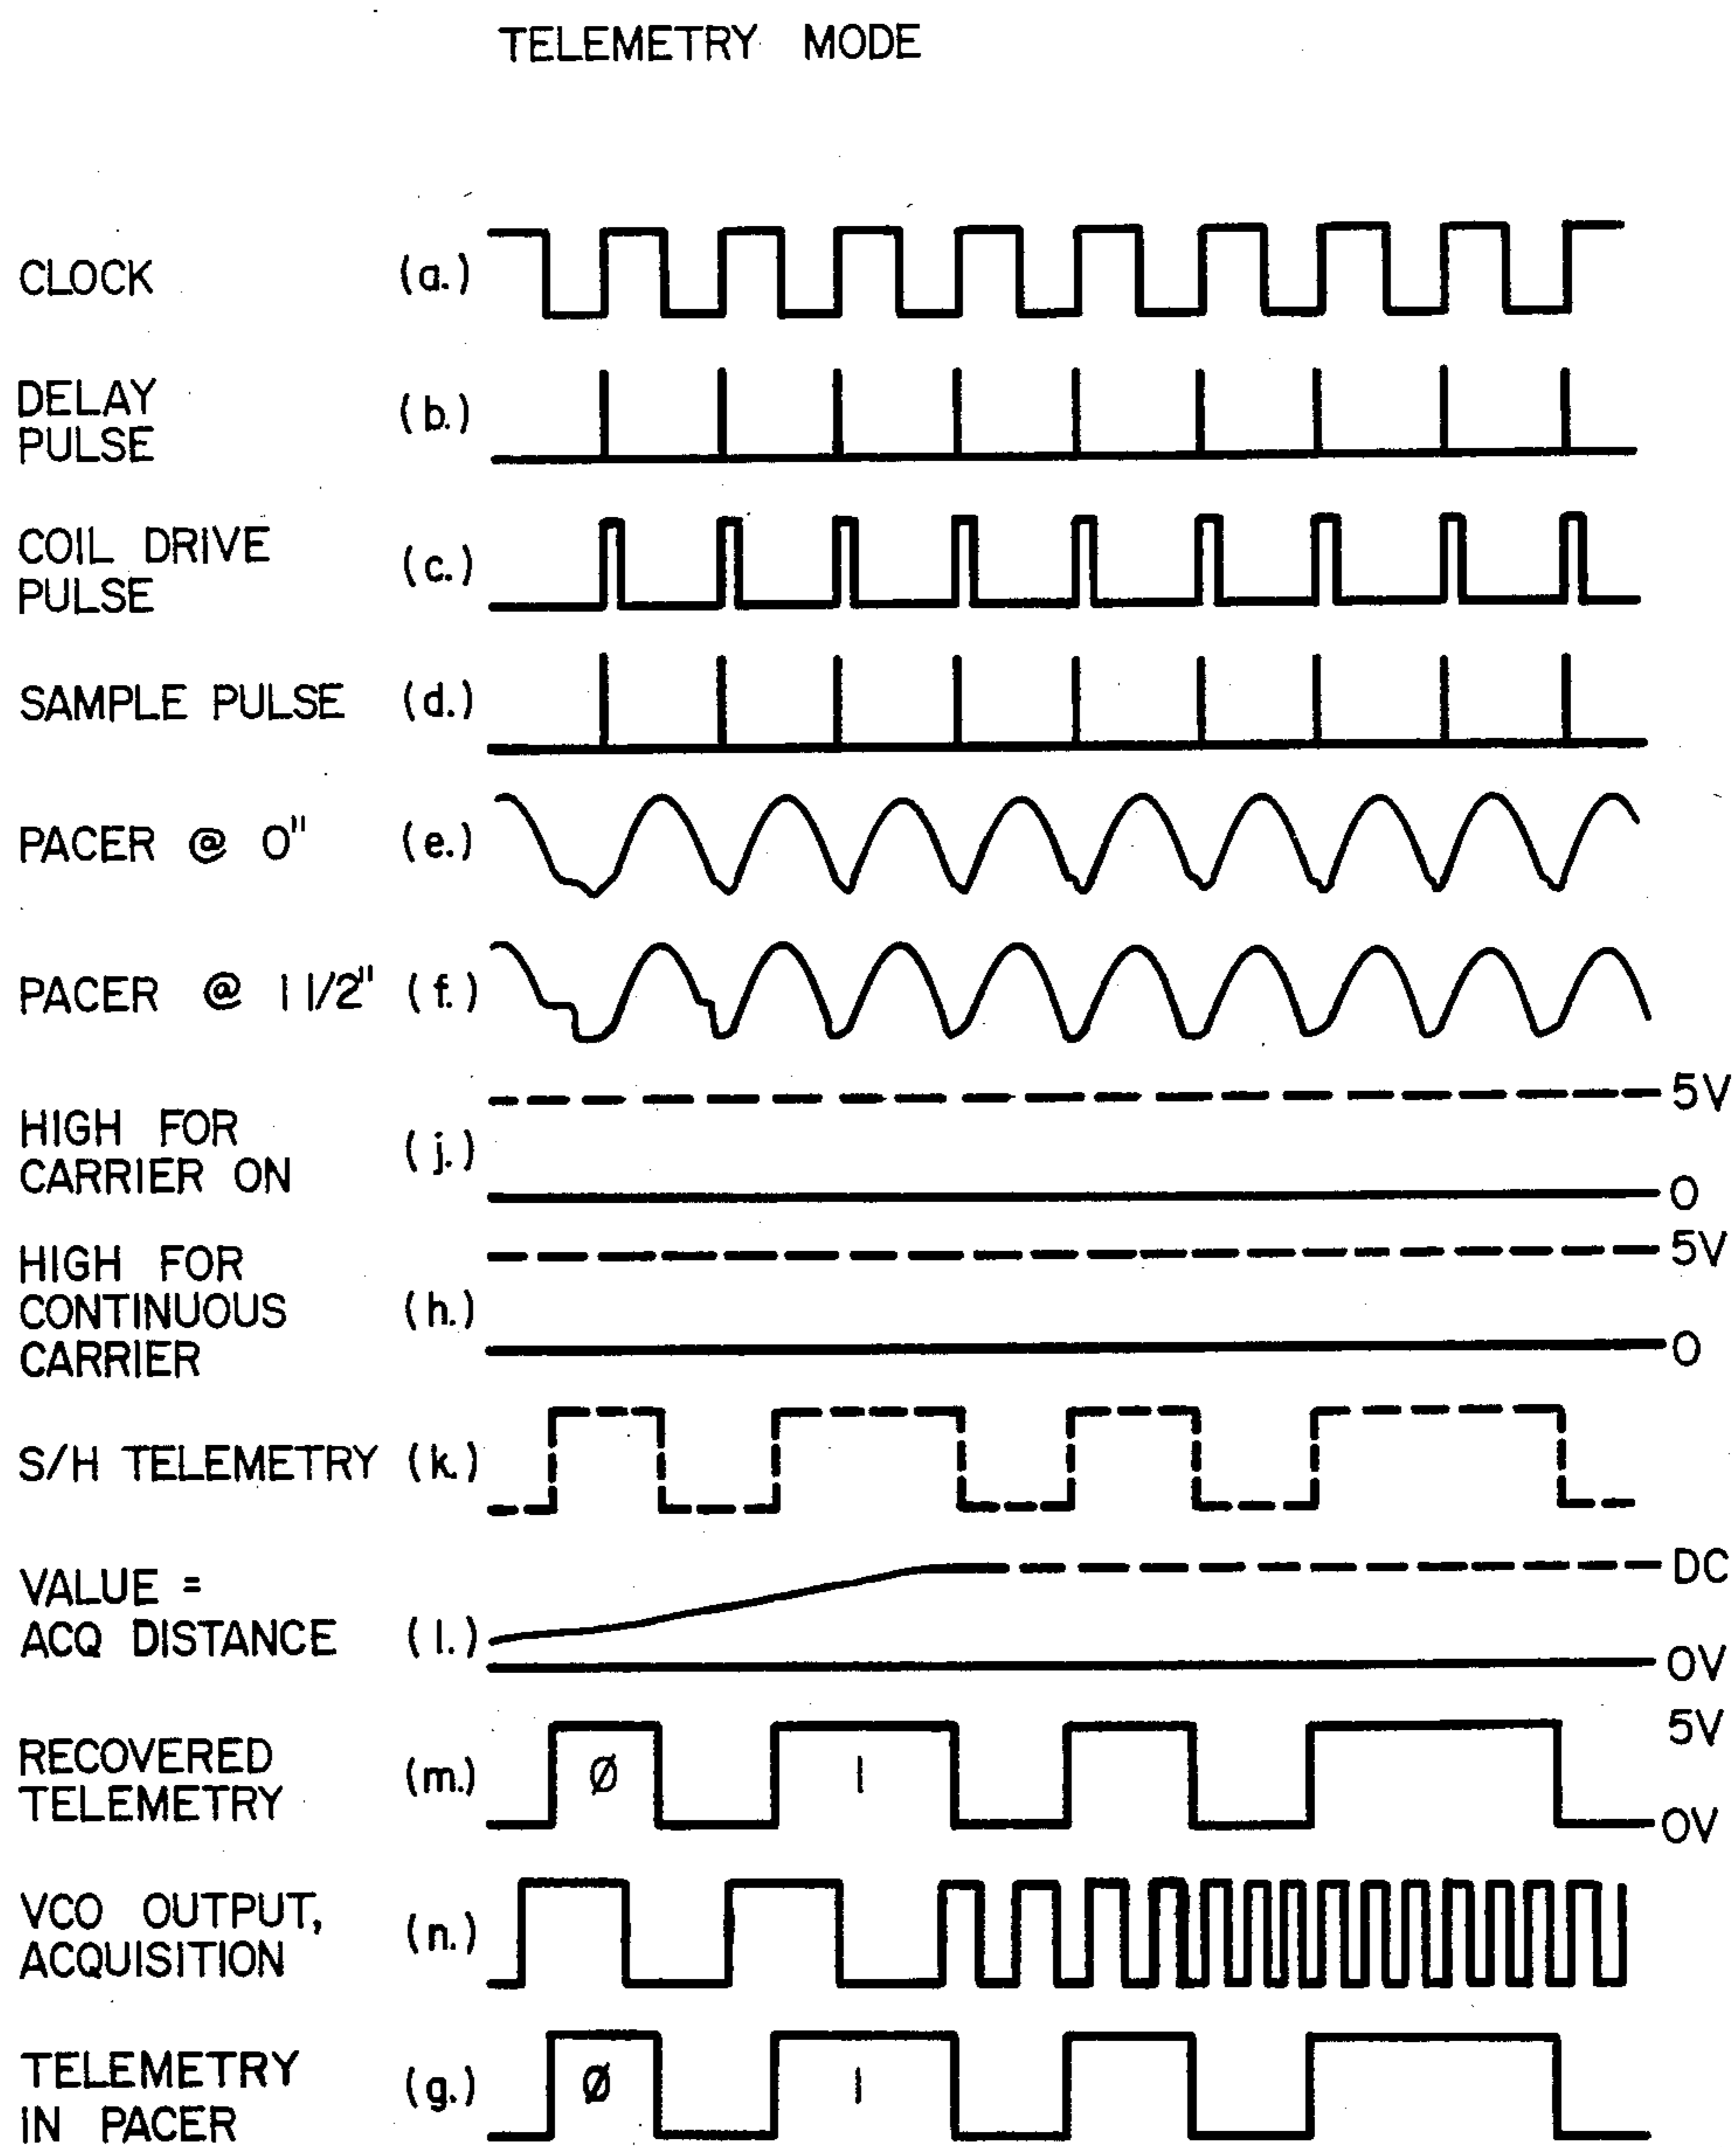 TELEMETRY MODE
CLOCK (a.)
DELAY
PULSE (b.)
COIL DRIVE
PULSE (c.)
SAMPLE PULSE (d.)
PACER @ 0" (e.)
PACER @ 1 1/2" (f.)
HIGH FOR
CARRIER ON (j.)
5V
0
HIGH FOR
CONTINUOUS (h.)
CARRIER
5V
0
S/H TELEMETRY (k.)
VALUE =
ACQ DISTANCE (l.)
DC
0V
RECOVERED
TELEMETRY (m.)
Ø 1
5V
0V
VCO OUTPUT,
ACQUISITION (n.)
TELEMETRY
IN PACER (g.)
Ø 1